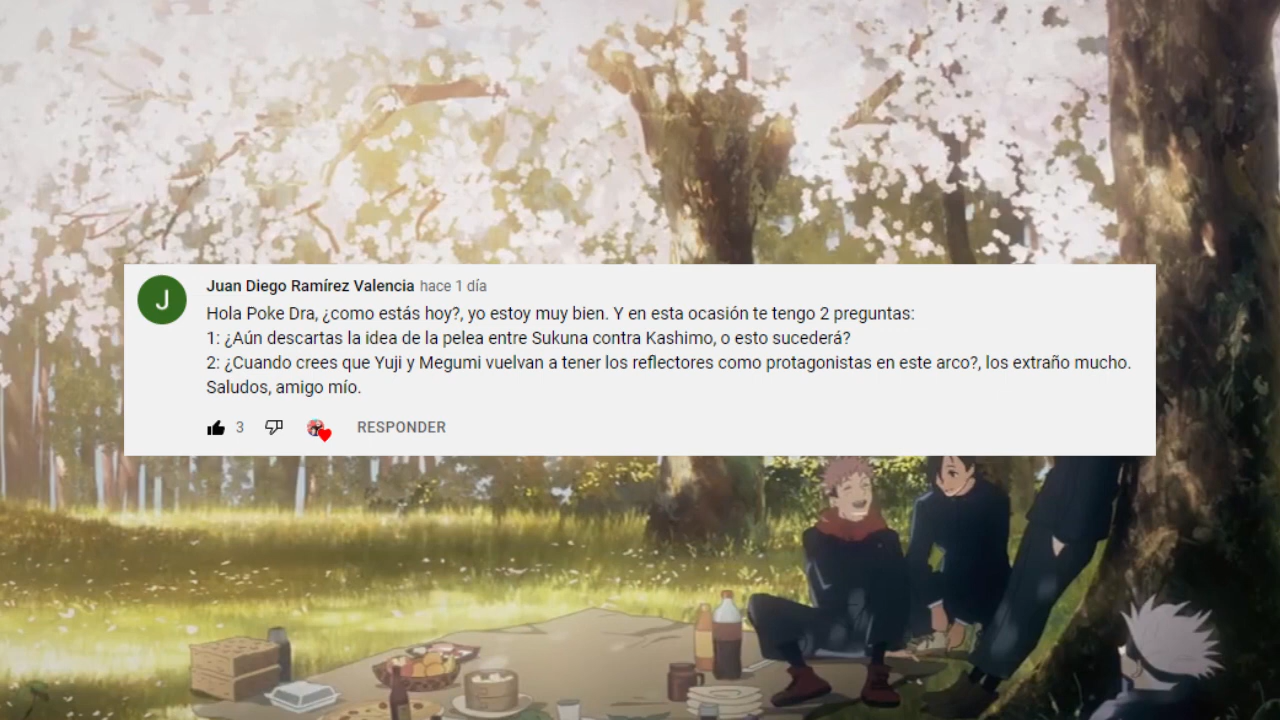 J
Juan Diego Ramírez Valencia hace 1 día
Hola Poke Dra, ¿como estás hoy?, yo estoy muy bien. Y en esta ocasión te tengo 2 preguntas:
1: ¿Aún descartas la idea de la pelea entre Sukuna contra Kashimo, o esto sucederá?
2: ¿Cuando crees que Yuji y Megumi vuelvan a tener los reflectores como protagonistas en este arco?, los extraño mucho.
Saludos, amigo mío.
3 RESPONDER